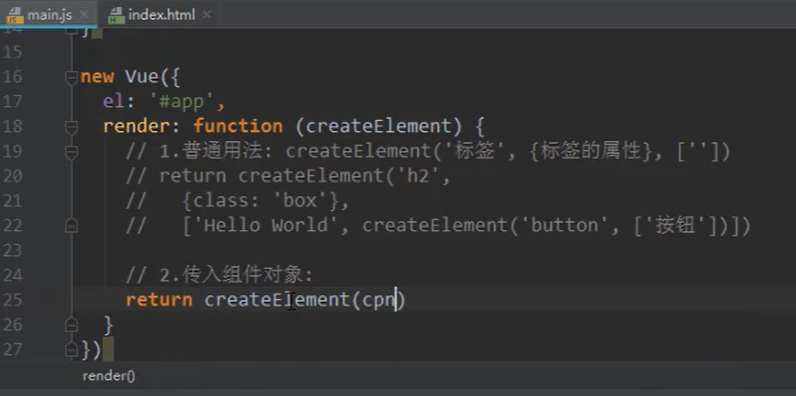 main.js
index.html
14 }
15
16 new Vue({
17 el: '#app',
18 render: function (createElement) {
19 // 1.普通用法: createElement('标签', {标签的属性}, [''])
20 // return createElement('h2',
21 // {class: 'box'},
22 // ['Hello World', createElement('button', ['按钮'])])
23
24 // 2.传入组件对象:
25 return createElement(cpn)
26 }
27 })
render()